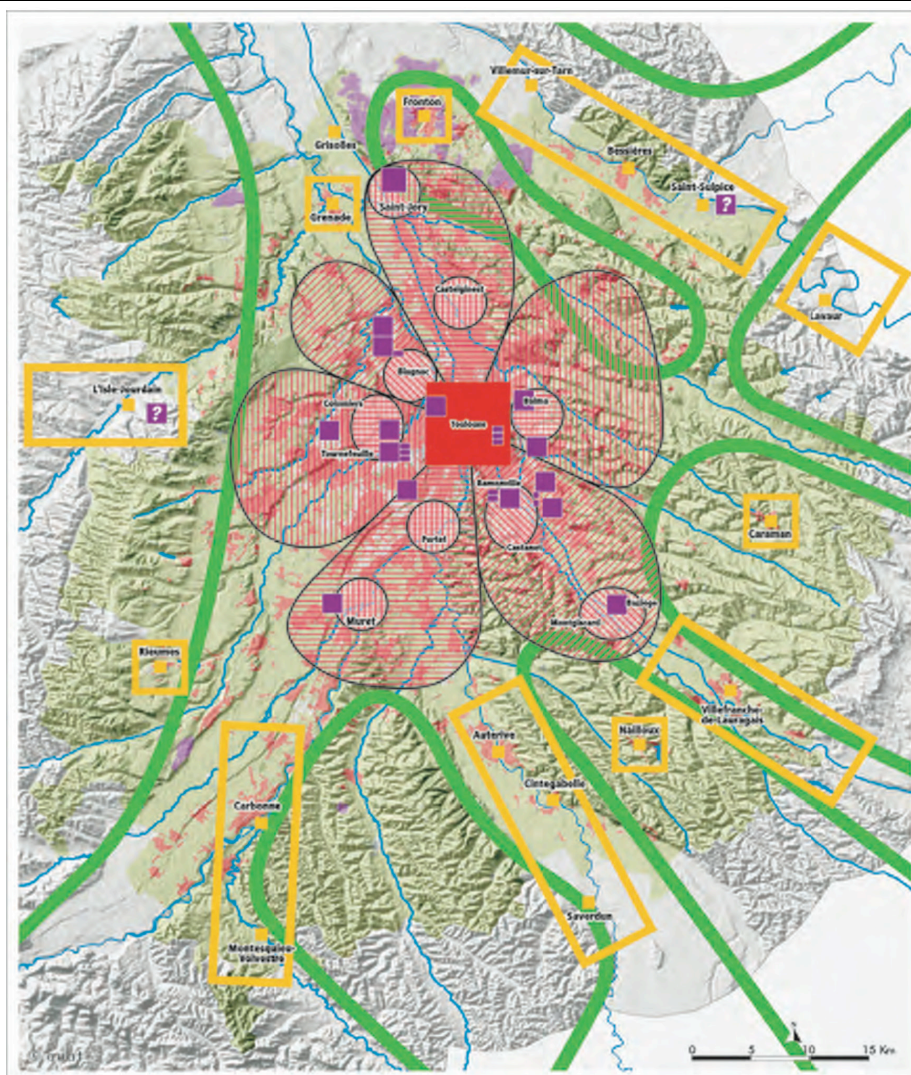 Villemur-sur-Tarn
Fronton
Grisolles
Bessières
Saint-Sulpice
?
Saint-Jory
Grenade
Castelginest
Lavaur
Blagnac
L'Isle-Jourdain
?
Colomiers
Balma
Toulouse
Tournefeuille
Ramonville
Caraman
Portet
Castanet
Escalquens
Muret
Montgiscard
Rieumes
Villefranche-
de-Lauragais
Auterive
Nailloux
Cintegabelle
Carbonne
Saverdun
Montesquieu-
Volvestre
N
0 5 10 15 Km